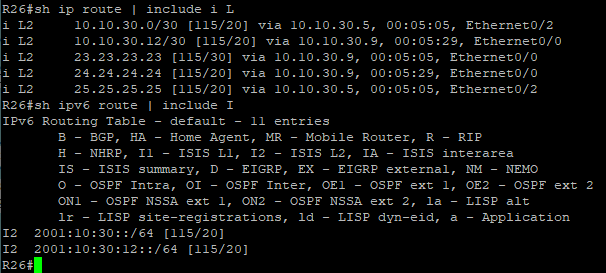 R26#sh ip route | include i L
i L2     10.10.30.0/30 [115/20] via 10.10.30.5, 00:05:05, Ethernet0/2
i L2     10.10.30.12/30 [115/20] via 10.10.30.9, 00:05:29, Ethernet0/0
i L2     23.23.23.23 [115/30] via 10.10.30.9, 00:05:05, Ethernet0/0
i L2     24.24.24.24 [115/20] via 10.10.30.9, 00:05:29, Ethernet0/0
i L2     25.25.25.25 [115/20] via 10.10.30.5, 00:05:05, Ethernet0/2
R26#sh ipv6 route | include I
IPv6 Routing Table - default - 11 entries
       B - BGP, HA - Home Agent, MR - Mobile Router, R - RIP
       H - NHRP, I1 - ISIS L1, I2 - ISIS L2, IA - ISIS interarea
       IS - ISIS summary, D - EIGRP, EX - EIGRP external, NM - NEMO
       O - OSPF Intra, OI - OSPF Inter, OE1 - OSPF ext 1, OE2 - OSPF ext 2
       ON1 - OSPF NSSA ext 1, ON2 - OSPF NSSA ext 2, la - LISP alt
       lr - LISP site-registrations, ld - LISP dyn-eid, a - Application
I2  2001:10:30::/64 [115/20]
I2  2001:10:30:12::/64 [115/20]
R26#